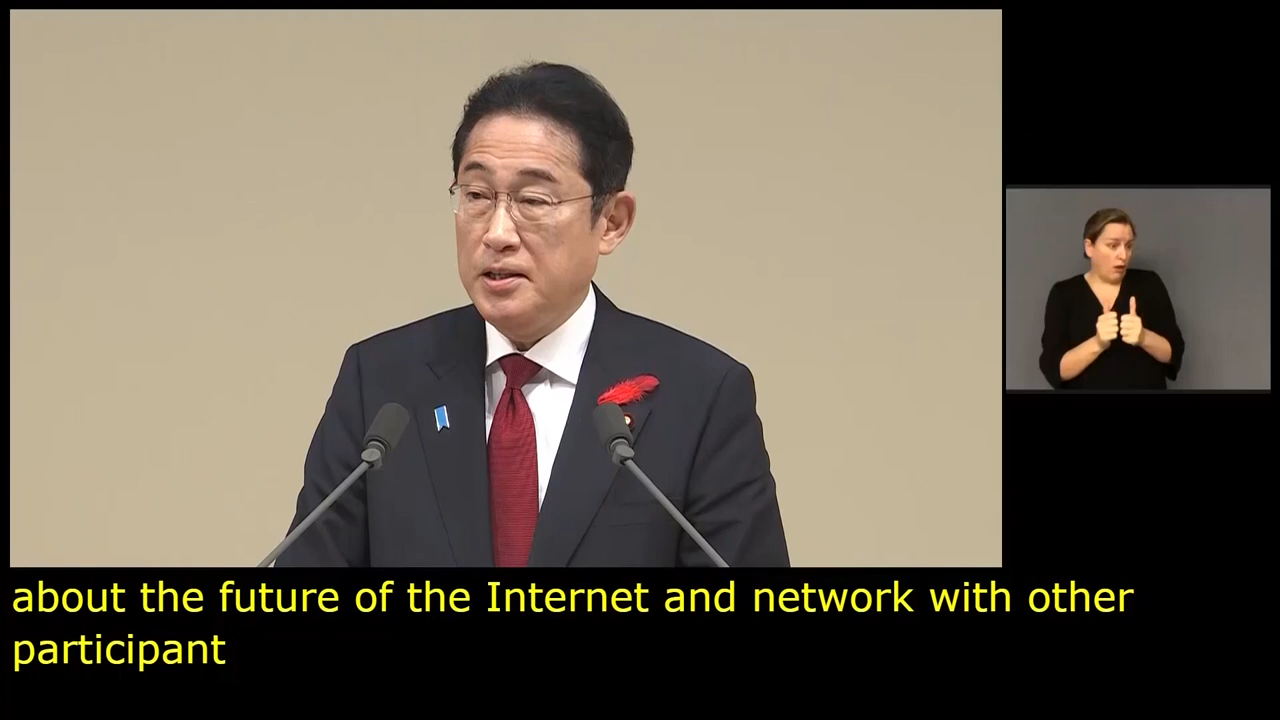 about the future of the Internet and network with other
participant